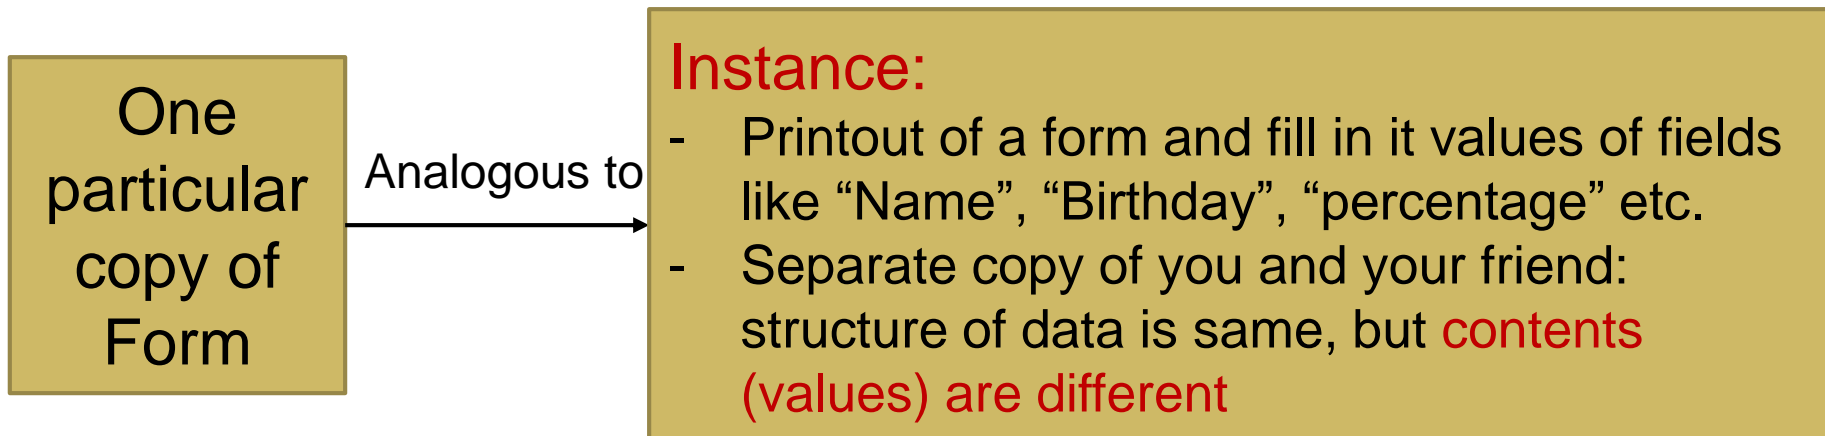 One
particular
copy of
Form
Analogous to
Instance:
- Printout of a form and fill in it values of fields
like “Name”, “Birthday”, “percentage” etc.
- Separate copy of you and your friend:
structure of data is same, but contents
(values) are different